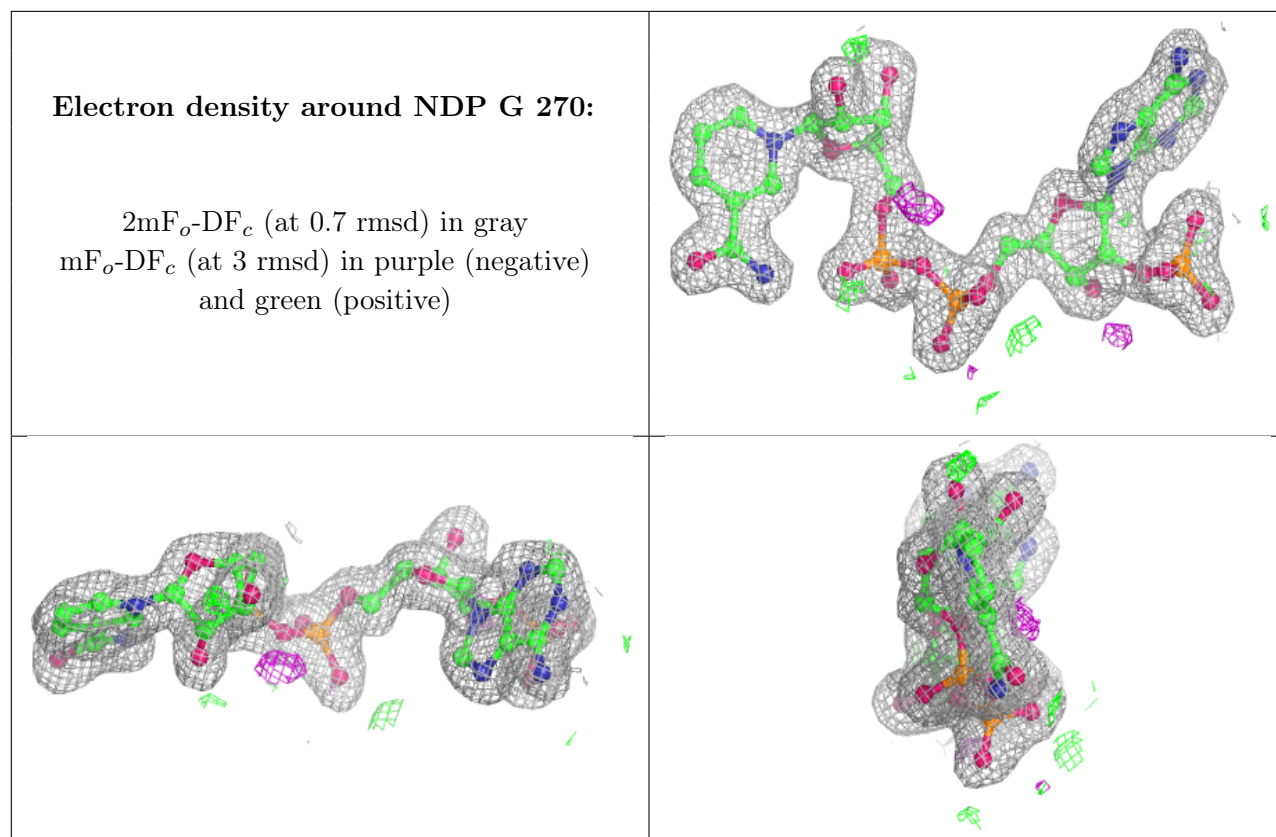 Electron density around NDP G 270:
2mFo-DFc (at 0.7 rmsd) in gray
mFo-DFc (at 3 rmsd) in purple (negative)
and green (positive)